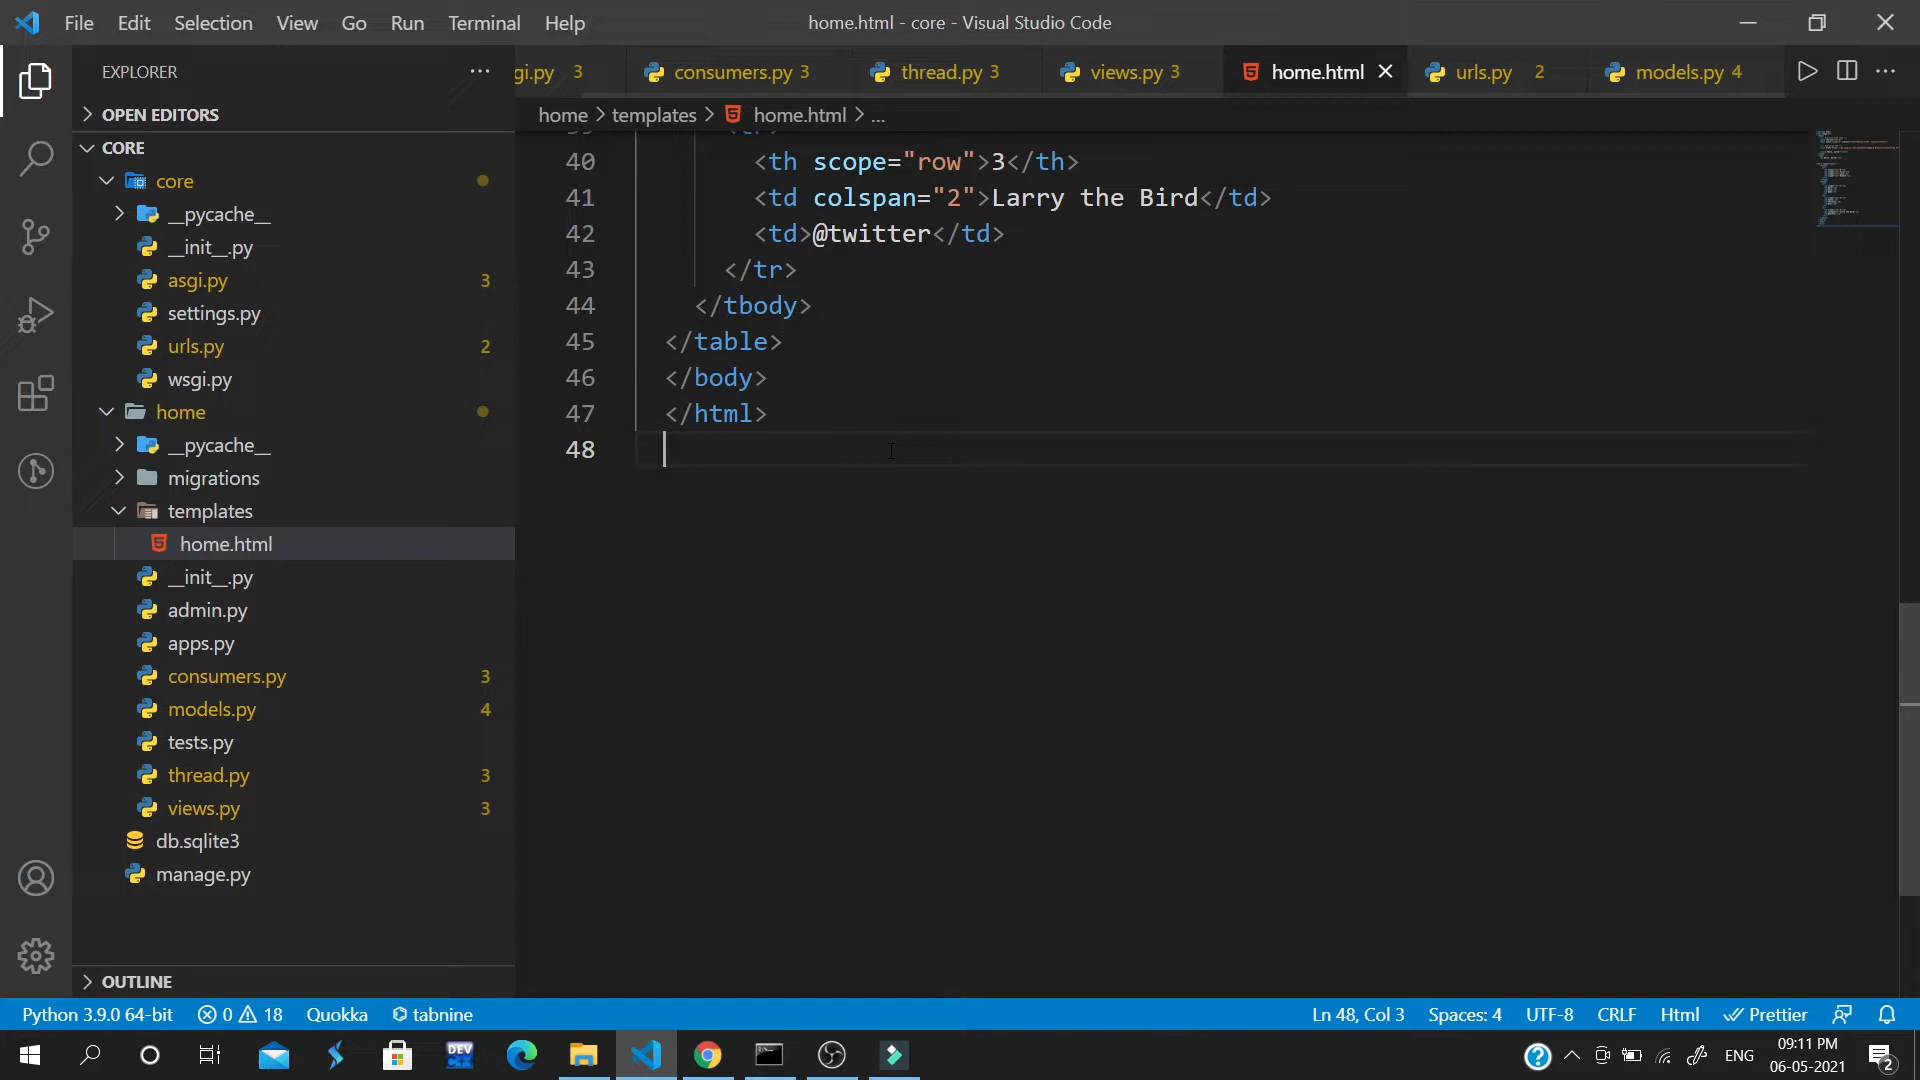 File Edit Selection View Go Run Terminal Help home.html - core - Visual Studio Code
EXPLORER
gi.py 3 consumers.py 3 thread.py 3 views.py 3 home.html urls.py 2 models.py 4
OPEN EDITORS
home > templates > home.html > ...
CORE
core
__pycache__
__init__.py
asgi.py 3
settings.py
urls.py 2
wsgi.py
home
__pycache__
migrations
templates
home.html
__init__.py
admin.py
apps.py
consumers.py 3
models.py 4
tests.py
thread.py 3
views.py 3
db.sqlite3
manage.py
OUTLINE
40 <th scope="row">3</th>
41 <td colspan="2">Larry the Bird</td>
42 <td>@twitter</td>
43 </tr>
44 </tbody>
45 </table>
46 </body>
47 </html>
48
Python 3.9.0 64-bit 0 18 Quokka tabnine Ln 48, Col 3 Spaces: 4 UTF-8 CRLF Html Prettier
DEV C++ ENG 09:11 PM
06-05-2021 2